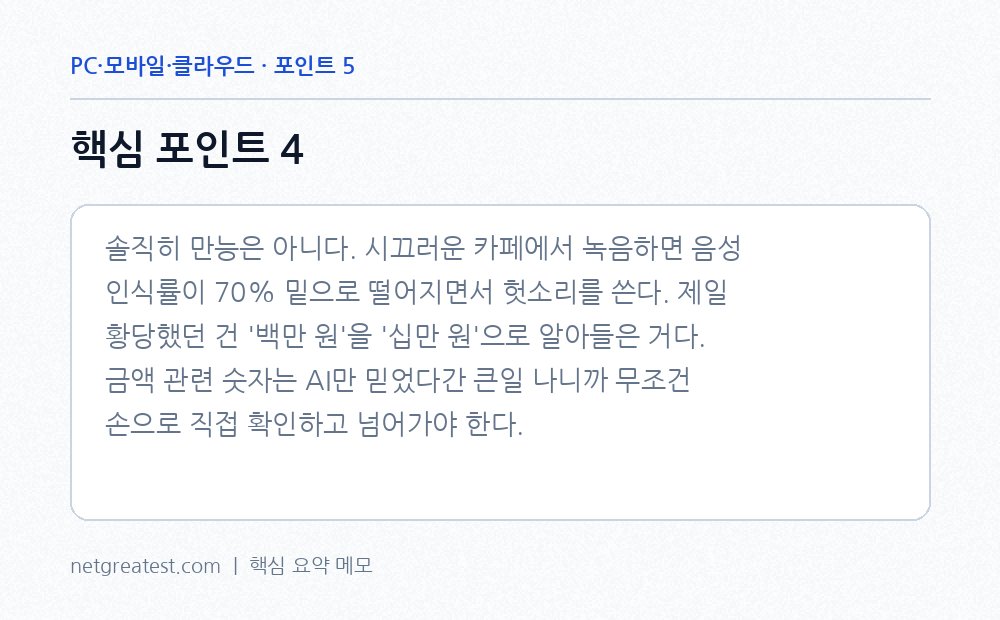 PC·모바일·클라우드 · 포인트 5
핵심 포인트 4
솔직히 만능은 아니다. 시끄러운 카페에서 녹음하면 음성
인식률이 70% 밑으로 떨어지면서 헛소리를 쓴다. 제일
황당했던 건 '백만 원'을 '십만 원'으로 알아들은 거다.
금액 관련 숫자는 AI만 믿었다간 큰일 나니까 무조건
손으로 직접 확인하고 넘어가야 한다.
netgreatest.com | 핵심 요약 메모